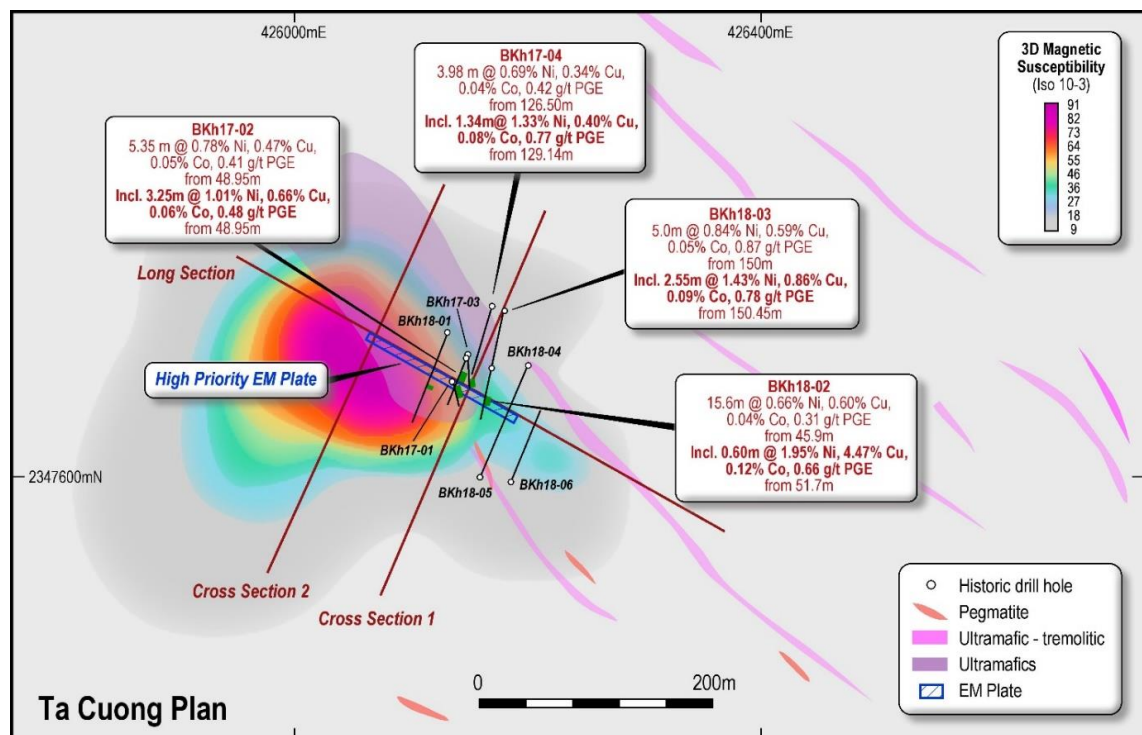 426000mE
426400mE
BKh17-04
3.98 m @ 0.69% Ni, 0.34% Cu,
0.04% Co, 0.42 g/t PGE
from 126.50m
Incl. 1.34m@ 1.33% Ni, 0.40% Cu,
0.08% Co, 0.77 g/t PGE
from 129.14m
3D Magnetic
Susceptibility
(Iso 10-3)
91
82
73
64
55
46
36
27
18
9
BKh17-02
5.35 m @ 0.78% Ni, 0.47% Cu,
0.05% Co, 0.41 g/t PGE
from 48.95m
Incl. 3.25m @ 1.01% Ni, 0.66% Cu,
0.06% Co, 0.48 g/t PGE
from 48.95m
BKh18-03
5.0m @ 0.84% Ni, 0.59% Cu,
0.05% Co, 0.87 g/t PGE
from 150m
Incl. 2.55m @ 1.43% Ni, 0.86% Cu,
0.09% Co, 0.78 g/t PGE
from 150.45m
Long Section
BKh17-03
BKh18-01
BKh18-04
High Priority EM Plate
BKh18-02
15.6m @ 0.66% Ni, 0.60% Cu,
0.04% Co, 0.31 g/t PGE
from 45.9m
Incl. 0.60m @ 1.95% Ni, 4.47% Cu,
0.12% Co, 0.66 g/t PGE
from 51.7m
BKh17-01
2347600mN
BKh18-05
BKh18-06
Cross Section 2
Cross Section 1
Historic drill hole
Pegmatite
Ultramafic - tremolitic
Ultramafics
EM Plate
0
200m
Ta Cuong Plan